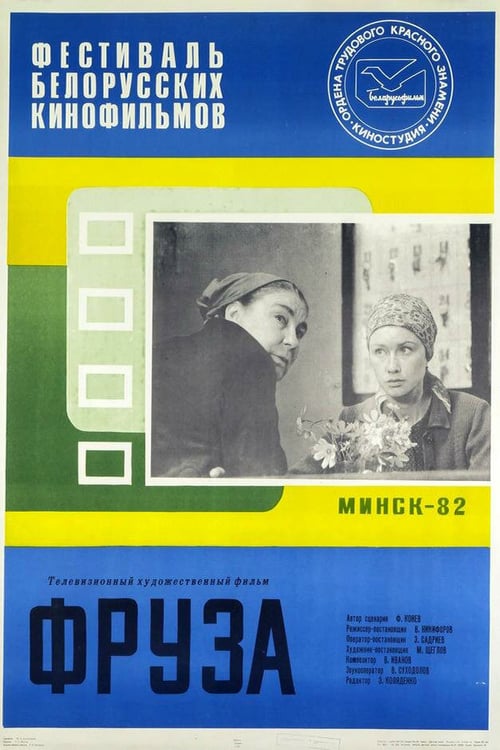 ФЕСТИВАЛЬ
БЕЛОРУССКИХ
КИНОФИЛЬМОВ
ОРДЕНА ТРУДОВОГО КРАСНОГО ЗНАМЕНИ
беларусьфильм
• КИНОСТУДИЯ •
МИНСК-82
Телевизионный художественный фильм
ФРУЗА
Автор сценария Ф. КОНЕВ
Режиссер-постановщик В. НИКИФОРОВ
Оператор-постановщик Э. САДРИЕВ
Художник-постановщик М. ЩЕГЛОВ
Композитор В. ИВАНОВ
Звукооператор В. СУХОДОЛОВ
Редактор Э. КОЛЯДЕНКО